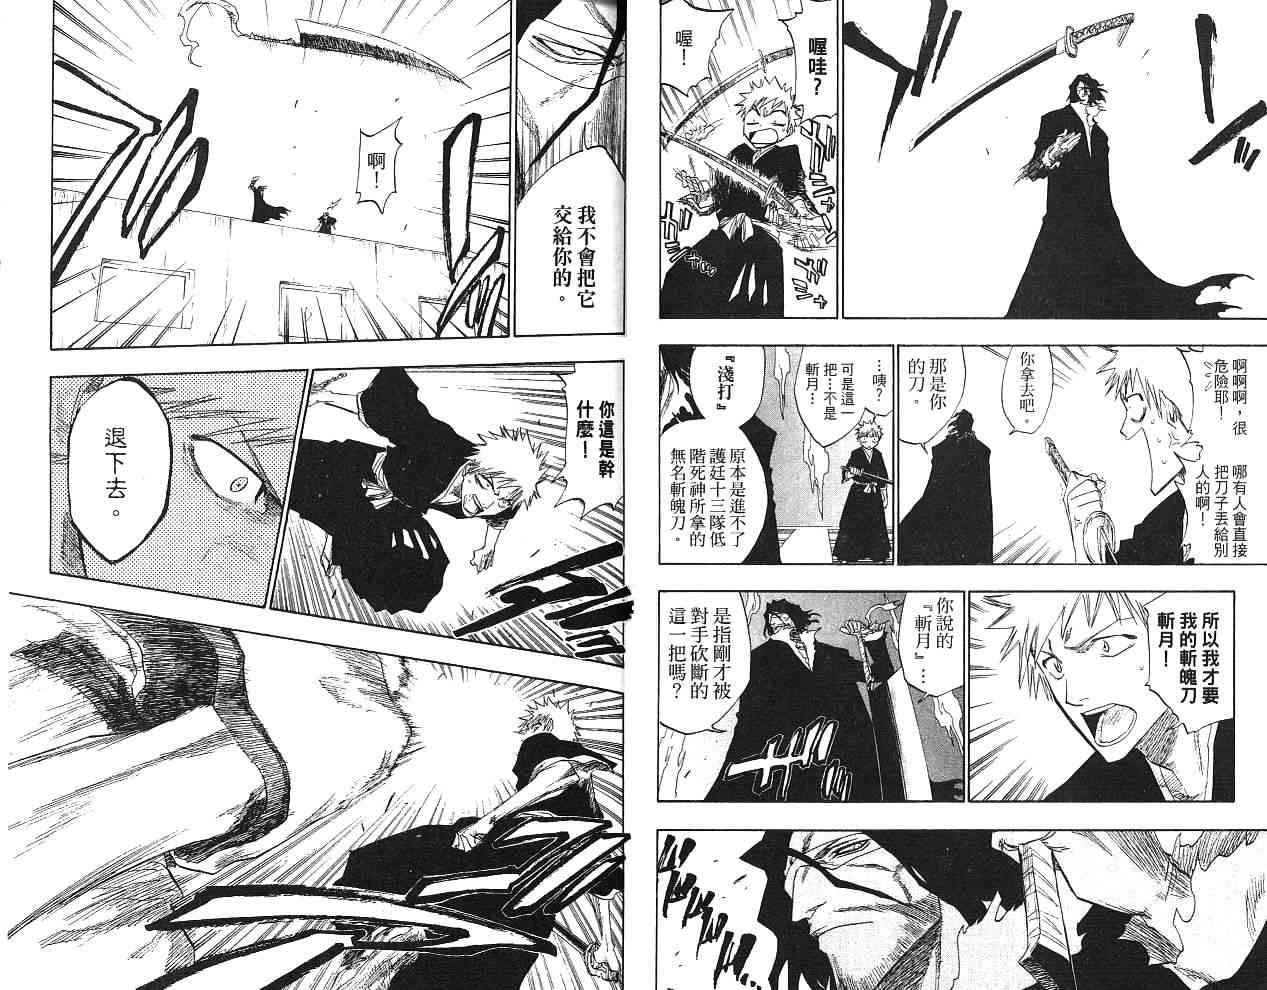 喔哇？
喔！
啊啊啊，很
危險耶！
哪有人會直接
把刀子丟給別
人的啊！
你拿去吧。
那是你
的刀。
…咦？
可是這一
把…不是
斬月…
『淺打』
原本是進不了
護廷十三隊低
階死神所拿的
無名斬魄刀。
所以我才要
我的斬魄刀
斬月！
你說的
『斬月』…
是指剛才被
對手砍斷的
這一把嗎？
我不會把它
交給你的。
啊！
你這是幹
什麼！
退下去。